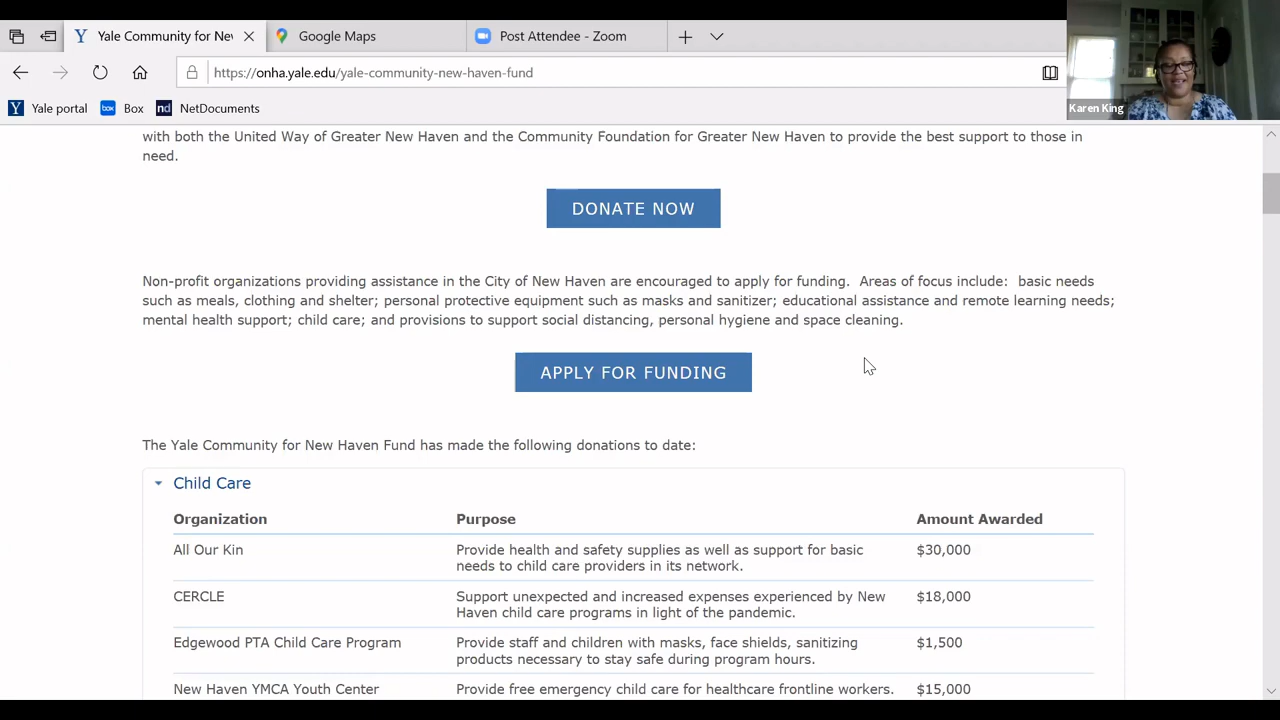 Yale Community for Nev
Google Maps
Post Attendee - Zoom
https://onha.yale.edu/yale-community-new-haven-fund
Yale portal
box
Box
nd
NetDocuments
Karen King
with both the United Way of Greater New Haven and the Community Foundation for Greater New Haven to provide the best support to those in
need.
DONATE NOW
Non-profit organizations providing assistance in the City of New Haven are encouraged to apply for funding. Areas of focus include: basic needs
such as meals, clothing and shelter; personal protective equipment such as masks and sanitizer; educational assistance and remote learning needs;
mental health support; child care; and provisions to support social distancing, personal hygiene and space cleaning.
APPLY FOR FUNDING
The Yale Community for New Haven Fund has made the following donations to date:
Child Care
Organization Purpose Amount Awarded
All Our Kin Provide health and safety supplies as well as support for basic $30,000
needs to child care providers in its network.
CERCLE Support unexpected and increased expenses experienced by New $18,000
Haven child care programs in light of the pandemic.
Edgewood PTA Child Care Program Provide staff and children with masks, face shields, sanitizing $1,500
products necessary to stay safe during program hours.
New Haven YMCA Youth Center Provide free emergency child care for healthcare frontline workers. $15,000